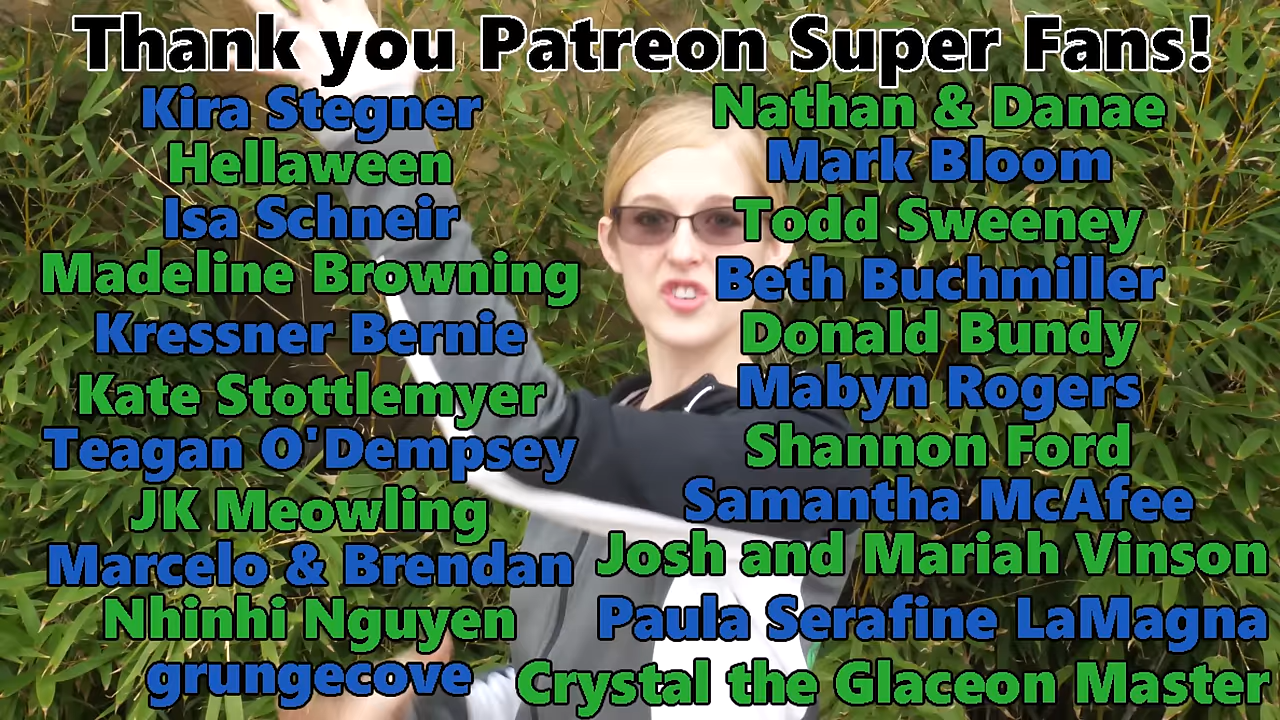 Thank you Patreon Super Fans!
Kira Stegner
Hellaween
Isa Schneir
Madeline Browning
Kressner Bernie
Kate Stottlemyer
Teagan O'Dempsey
JK Meowling
Marcelo & Brendan
Nhinhi Nguyen
grungecove
Nathan & Danae
Mark Bloom
Todd Sweeney
Beth Buchmiller
Donald Bundy
Mabyn Rogers
Shannon Ford
Samantha McAfee
Josh and Mariah Vinson
Paula Serafine LaMagna
Crystal the Glaceon Master